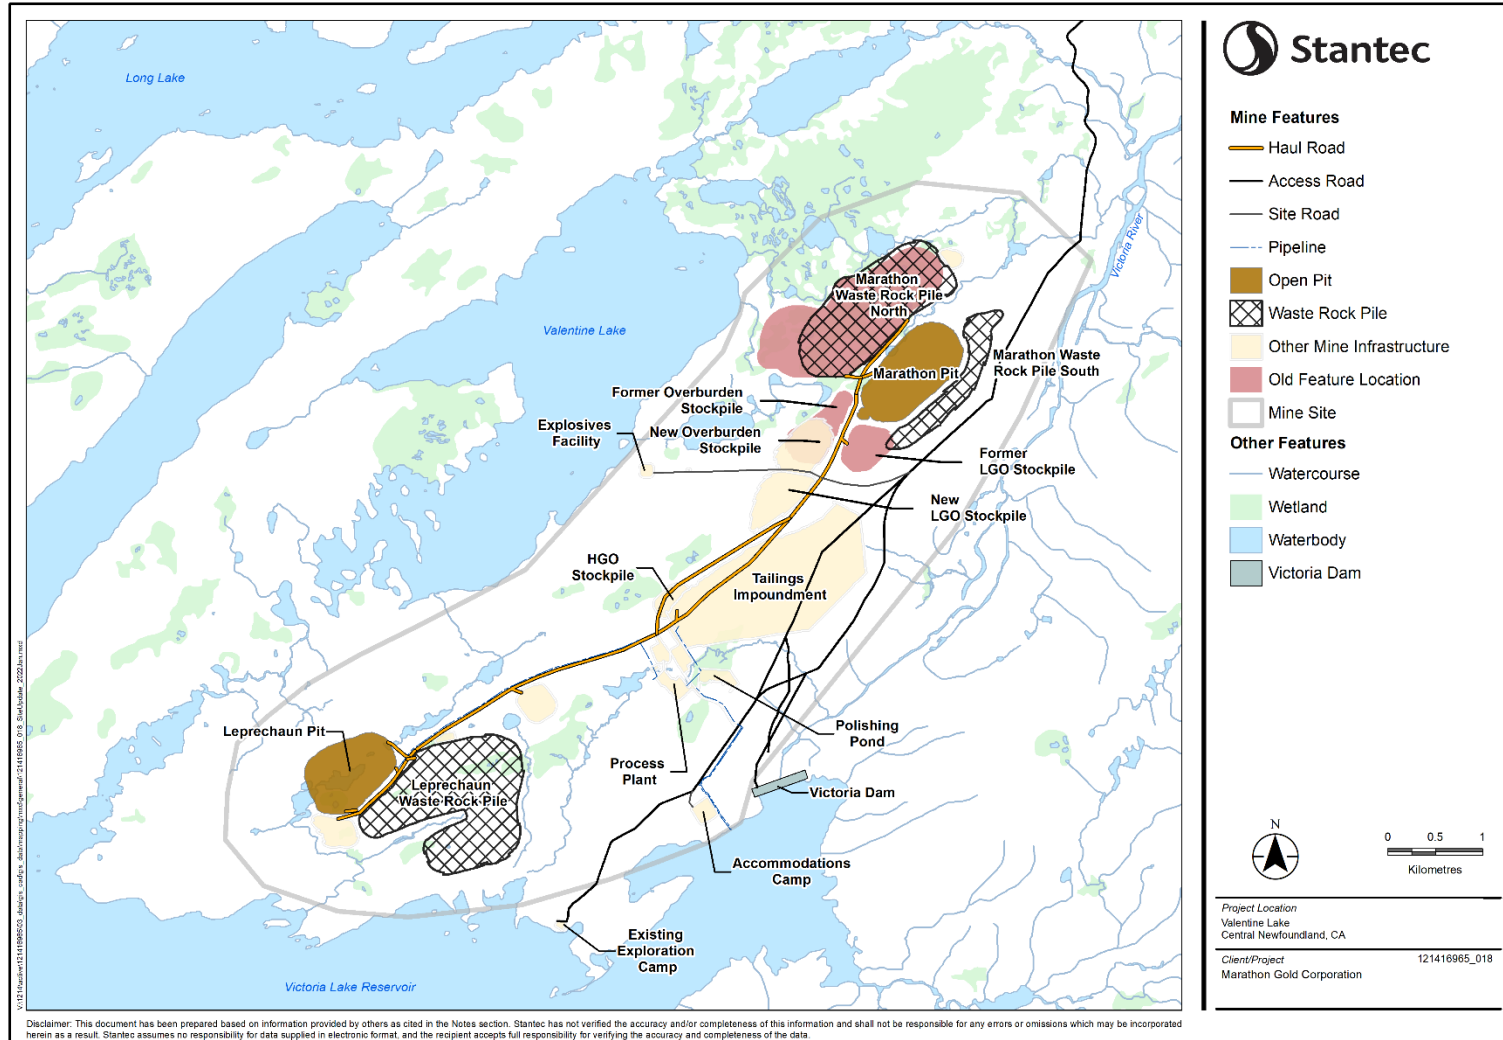 Long Lake
Valentine Lake
Victoria River
Marathon
Waste Rock Pile
North
Marathon Pit
Marathon Waste
Rock Pile South
Former Overburden
Stockpile
Explosives
Facility
New Overburden
Stockpile
Former
LGO Stockpile
New
LGO Stockpile
HGO
Stockpile
Tailings
Impoundment
Leprechaun Pit
Leprechaun
Waste Rock Pile
Process
Plant
Polishing
Pond
Victoria Dam
Accommodations
Camp
Existing
Exploration
Camp
Victoria Lake Reservoir
Stantec
Mine Features
Haul Road
Access Road
Site Road
Pipeline
Open Pit
Waste Rock Pile
Other Mine Infrastructure
Old Feature Location
Mine Site
Other Features
Watercourse
Wetland
Waterbody
Victoria Dam
N
0 0.5 1
Kilometres
Project Location
Valentine Lake
Central Newfoundland, CA
Client/Project 121416965_018
Marathon Gold Corporation
Disclaimer: This document has been prepared based on information provided by others as cited in the Notes section. Stantec has not verified the accuracy and/or completeness of this information and shall not be responsible for any errors or omissions which may be incorporated
herein as a result. Stantec assumes no responsibility for data supplied in electronic format, and the recipient accepts full responsibility for verifying the accuracy and completeness of the data.